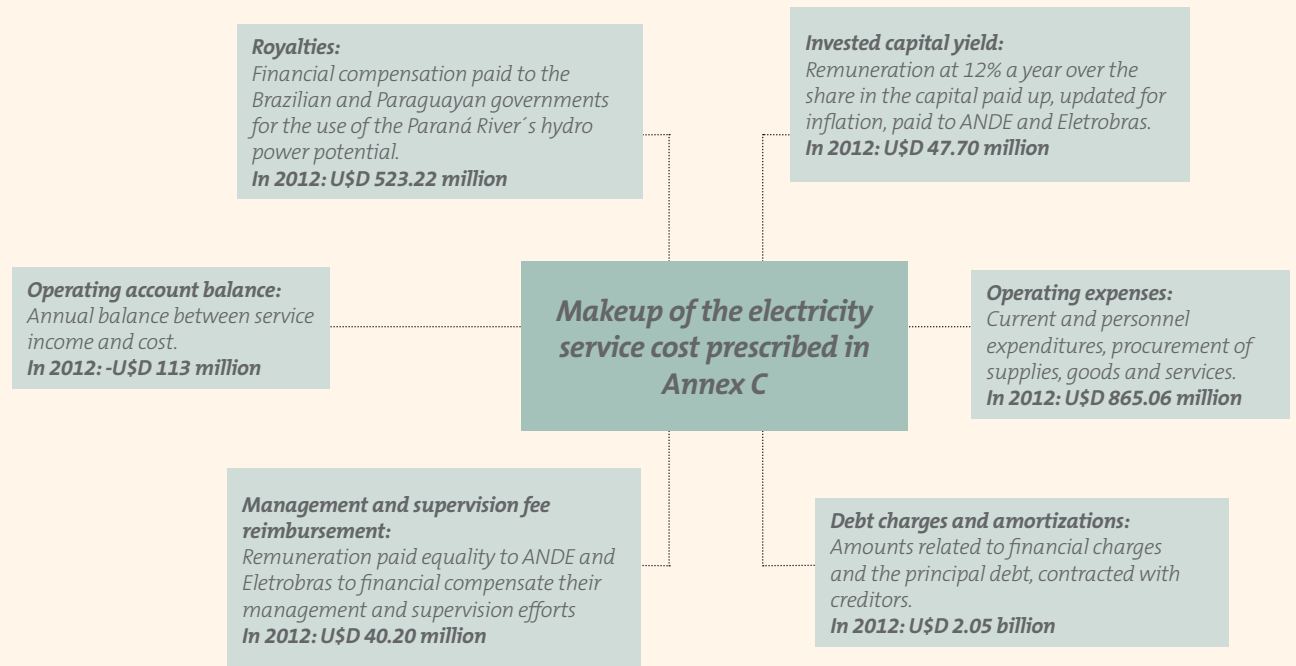 Royalties:
Financial compensation paid to the
Brazilian and Paraguayan governments
for the use of the Paraná River´s hydro
power potential.
In 2012: U$D 523.22 million
Invested capital yield:
Remuneration at 12% a year over the
share in the capital paid up, updated for
inflation, paid to ANDE and Eletrobras.
In 2012: U$D 47.70 million
Operating account balance:
Annual balance between service
income and cost.
In 2012: -U$D 113 million
Makeup of the electricity
service cost prescribed in
Annex C
Operating expenses:
Current and personnel
expenditures, procurement of
supplies, goods and services.
In 2012: U$D 865.06 million
Management and supervision fee
reimbursement:
Remuneration paid equality to ANDE and
Eletrobras to financial compensate their
management and supervision efforts
In 2012: U$D 40.20 million
Debt charges and amortizations:
Amounts related to financial charges
and the principal debt, contracted with
creditors.
In 2012: U$D 2.05 billion